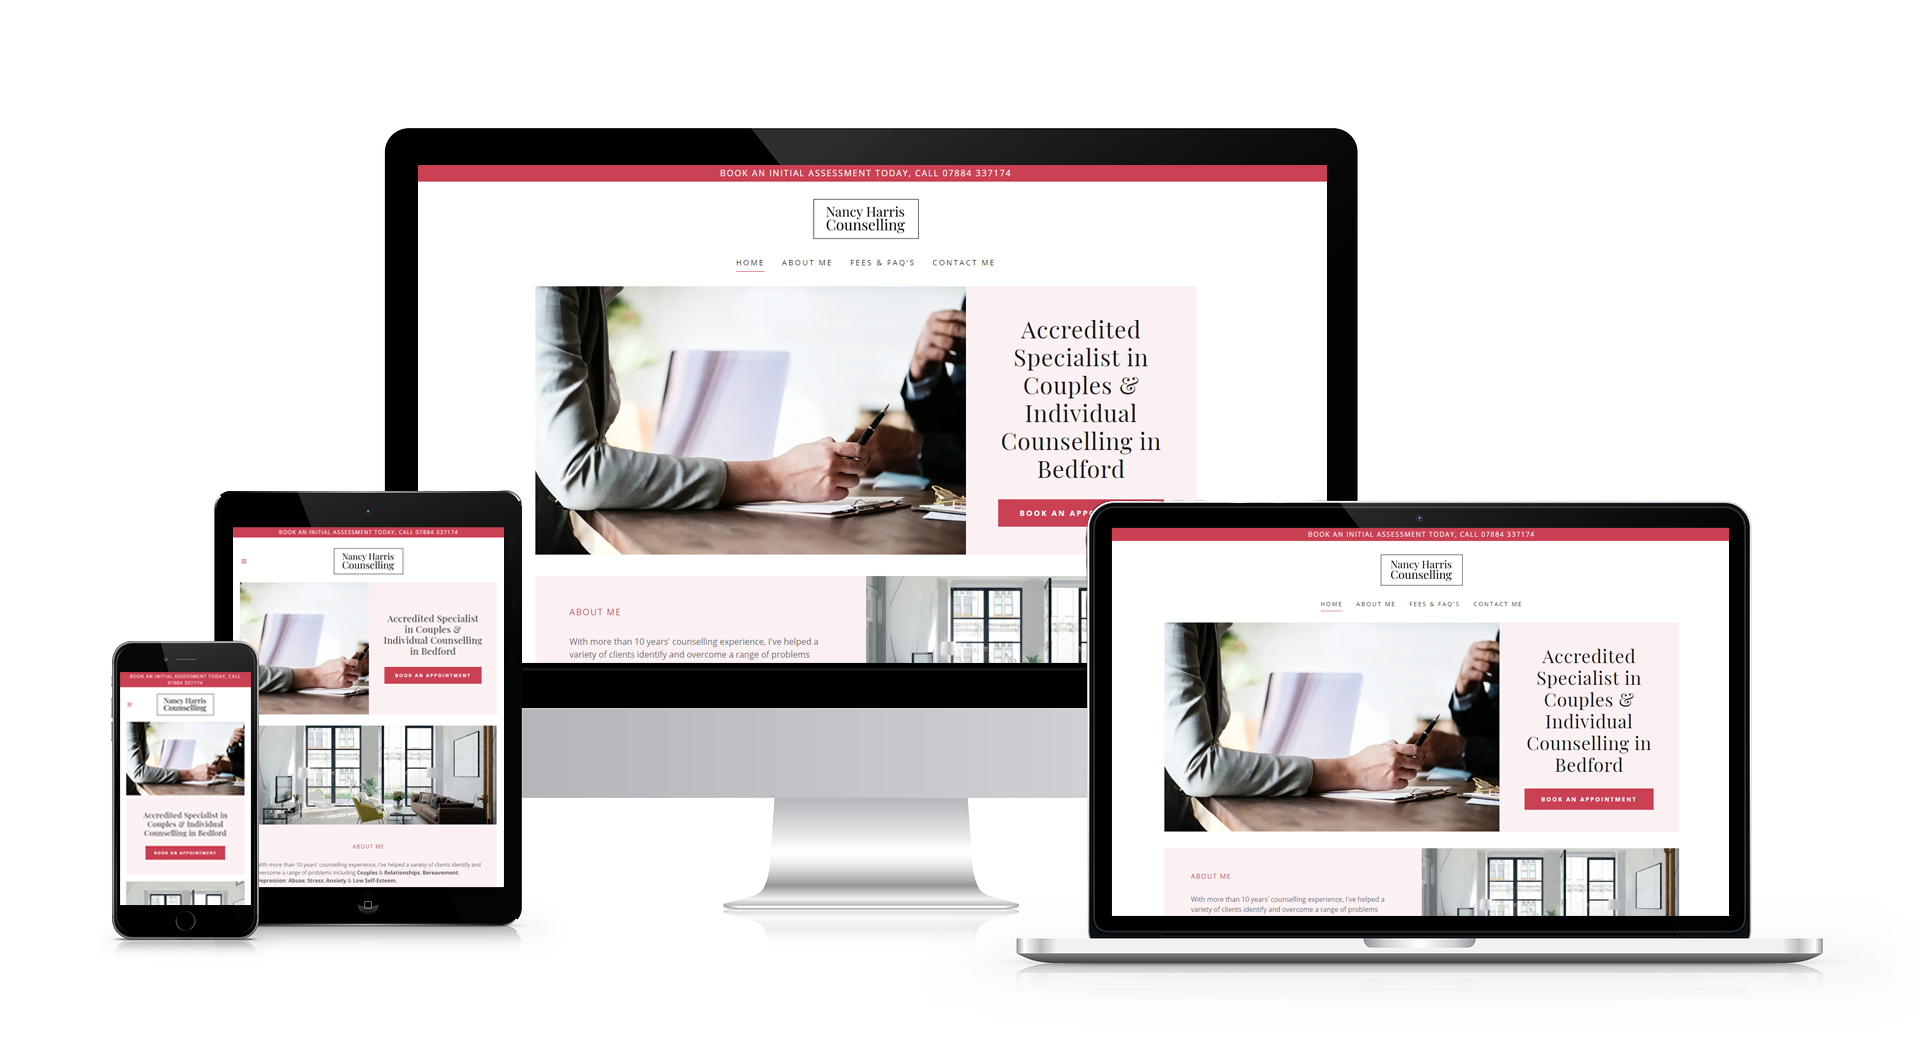 BOOK AN INITIAL ASSESSMENT TODAY, CALL 07884 337174
Nancy Harris
Counselling
HOME ABOUT ME FEES & FAQ'S CONTACT ME
Accredited
Specialist in
Couples &
Individual
Counselling in
Bedford
BOOK AN APP
ABOUT ME
With more than 10 years' counselling experience, I've helped a
variety of clients identify and overcome a range of problems
BOOK AN INITIAL ASSESSMENT TODAY, CALL 07884 337174
Nancy Harris
Counselling
Accredited Specialist
in Couples &
Individual Counselling
in Bedford
BOOK AN APPOINTMENT
ABOUT ME
ith more than 10 years' counselling experience, I've helped a variety of clients identify and
overcome a range of problems including Couples & Relationships; Bereavement;
Depression; Abuse; Stress; Anxiety & Low Self-Esteem.
BOOK AN INITIAL ASSESSMENT TODAY, CALL
07884 337174
Nancy Harris
Counselling
Accredited Specialist in
Couples & Individual
Counselling in Bedford
BOOK AN APPOINTMENT
BOOK AN INITIAL ASSESSMENT TODAY, CALL 07884 337174
Nancy Harris
Counselling
HOME ABOUT ME FEES & FAQ'S CONTACT ME
Accredited
Specialist in
Couples &
Individual
Counselling in
Bedford
BOOK AN APPOINTMENT
ABOUT ME
With more than 10 years' counselling experience, I've helped a
variety of clients identify and overcome a range of problems